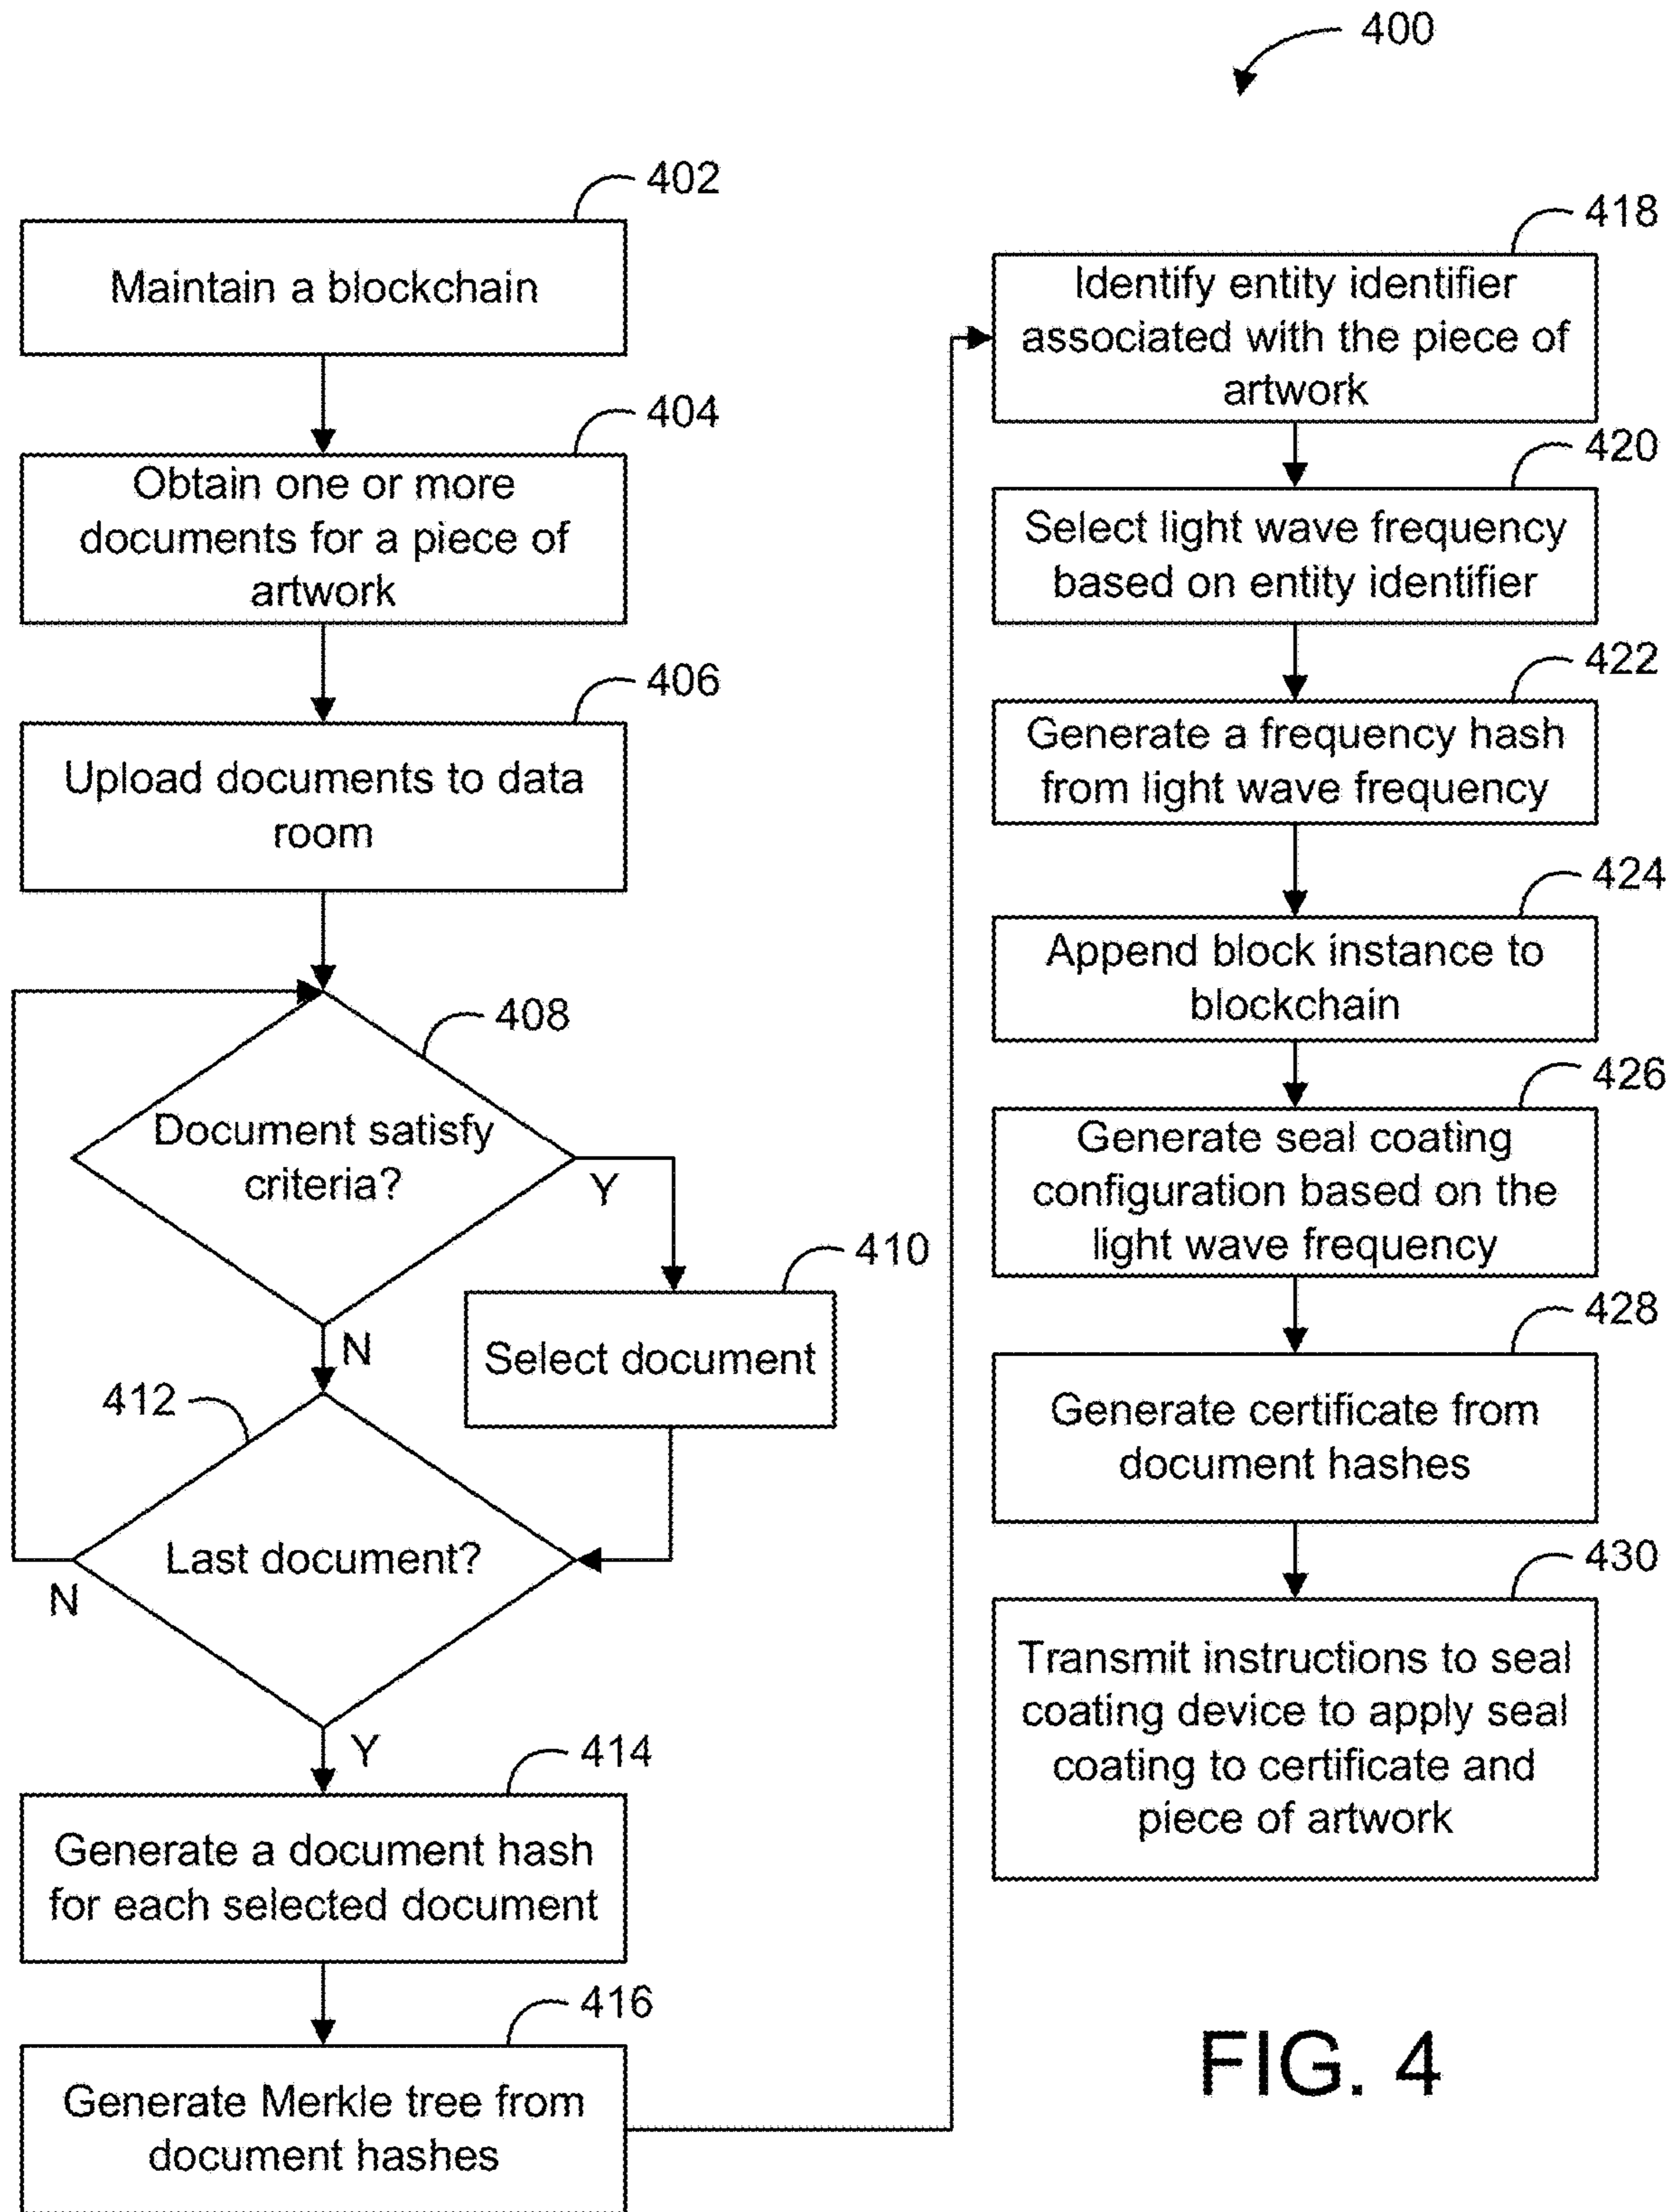 400
402
Maintain a blockchain
404
Obtain one or more
documents for a piece of
artwork
406
Upload documents to data
room
408
Document satisfy
criteria?
Y
N
410
Select document
412
Last document?
N
Y
414
Generate a document hash
for each selected document
416
Generate Merkle tree from
document hashes
418
Identify entity identifier
associated with the piece of
artwork
420
Select light wave frequency
based on entity identifier
422
Generate a frequency hash
from light wave frequency
424
Append block instance to
blockchain
426
Generate seal coating
configuration based on the
light wave frequency
428
Generate certificate from
document hashes
430
Transmit instructions to seal
coating device to apply seal
coating to certificate and
piece of artwork
FIG. 4